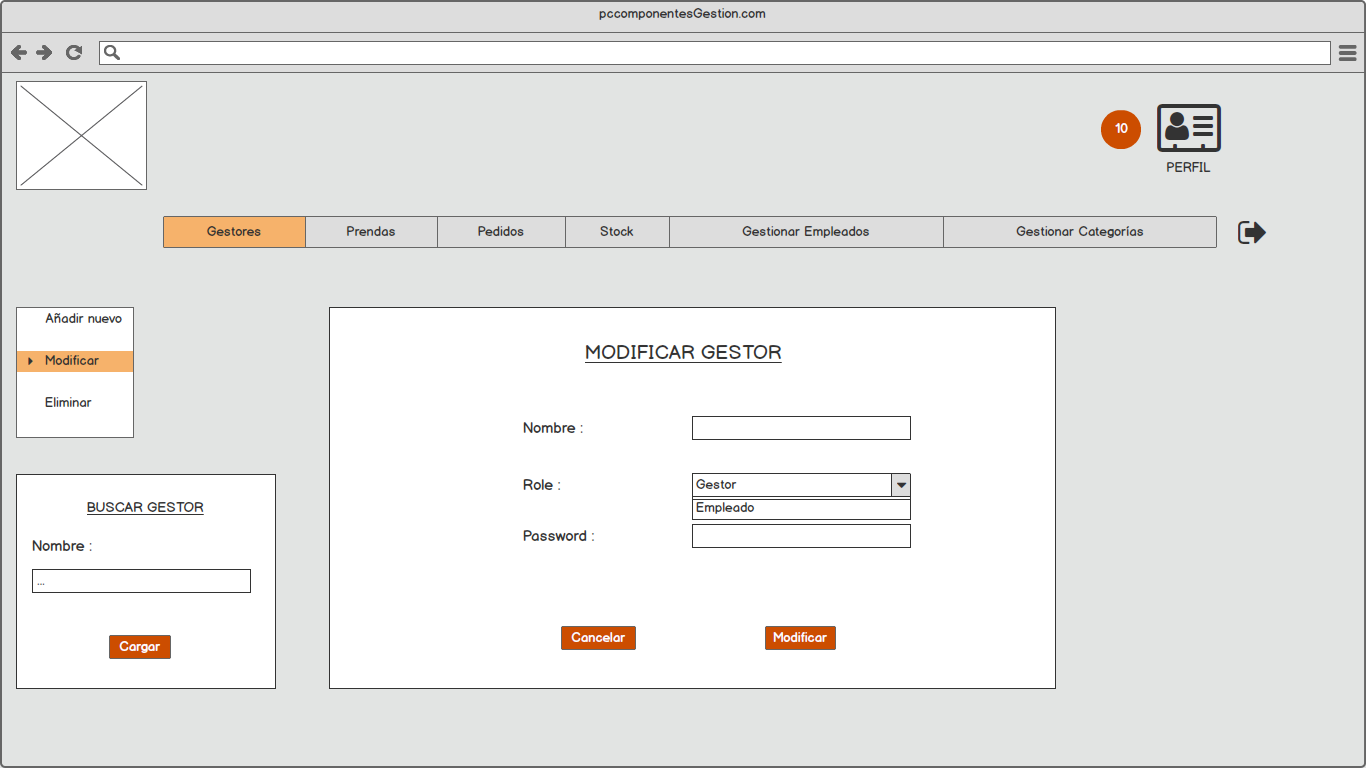 pccomponentesGestion.com
10
PERFIL
Gestores Prendas Pedidos Stock Gestionar Empleados Gestionar Categorías
Añadir nuevo
Modificar
Eliminar
BUSCAR GESTOR
Nombre :
...
Cargar
MODIFICAR GESTOR
Nombre :
Role : Gestor
Empleado
Password :
Cancelar Modificar